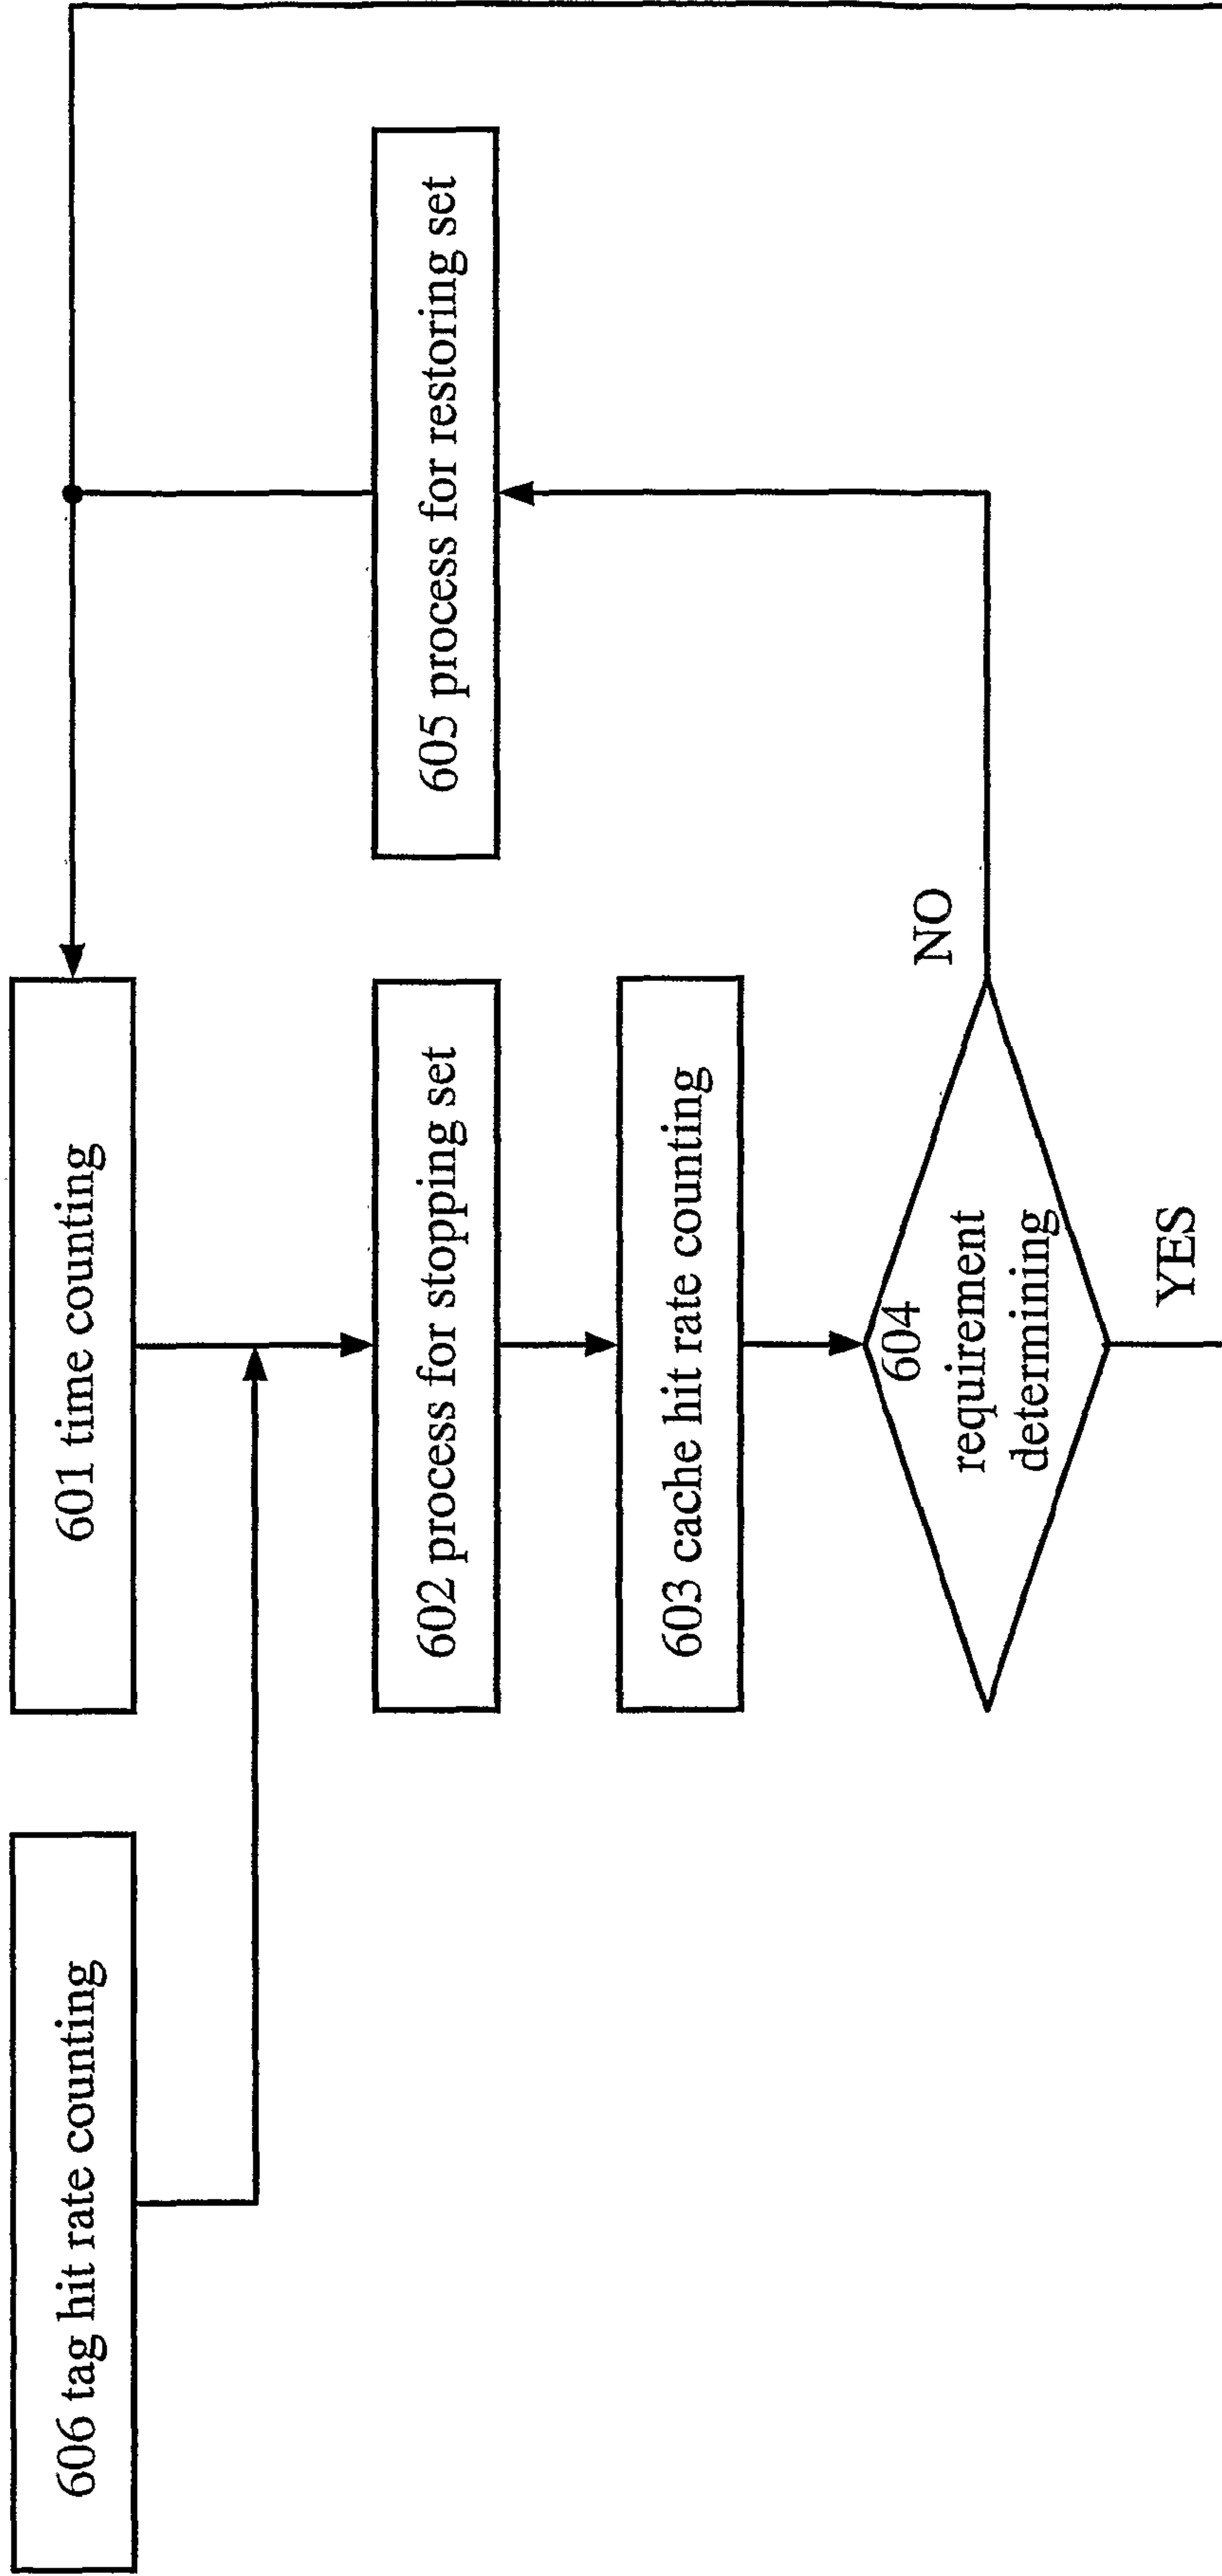 606 tag hit rate counting
601 time counting
602 process for stopping set
605 process for restoring set
603 cache hit rate counting
604
requirement
determining
NO
YES